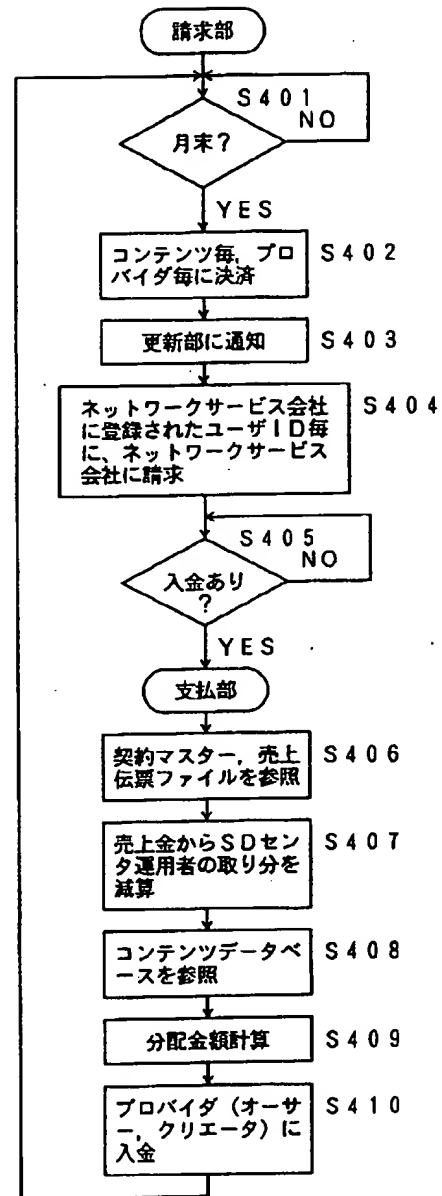 請求部
S401
NO
月末?
YES
コンテンツ毎,プロ
バイダ毎に決済
S402
更新部に通知
S403
ネットワークサービス会社
に登録されたユーザID毎
に、ネットワークサービス
会社に請求
S404
S405
NO
入金あり
?
YES
支払部
契約マスター,売上
伝票ファイルを参照
S406
売上金からSDセン
タ運用者の取り分を
減算
S407
コンテンツデータベ
ースを参照
S408
分配金額計算
S409
プロバイダ(オーサ
ー,クリエータ)に
入金
S410